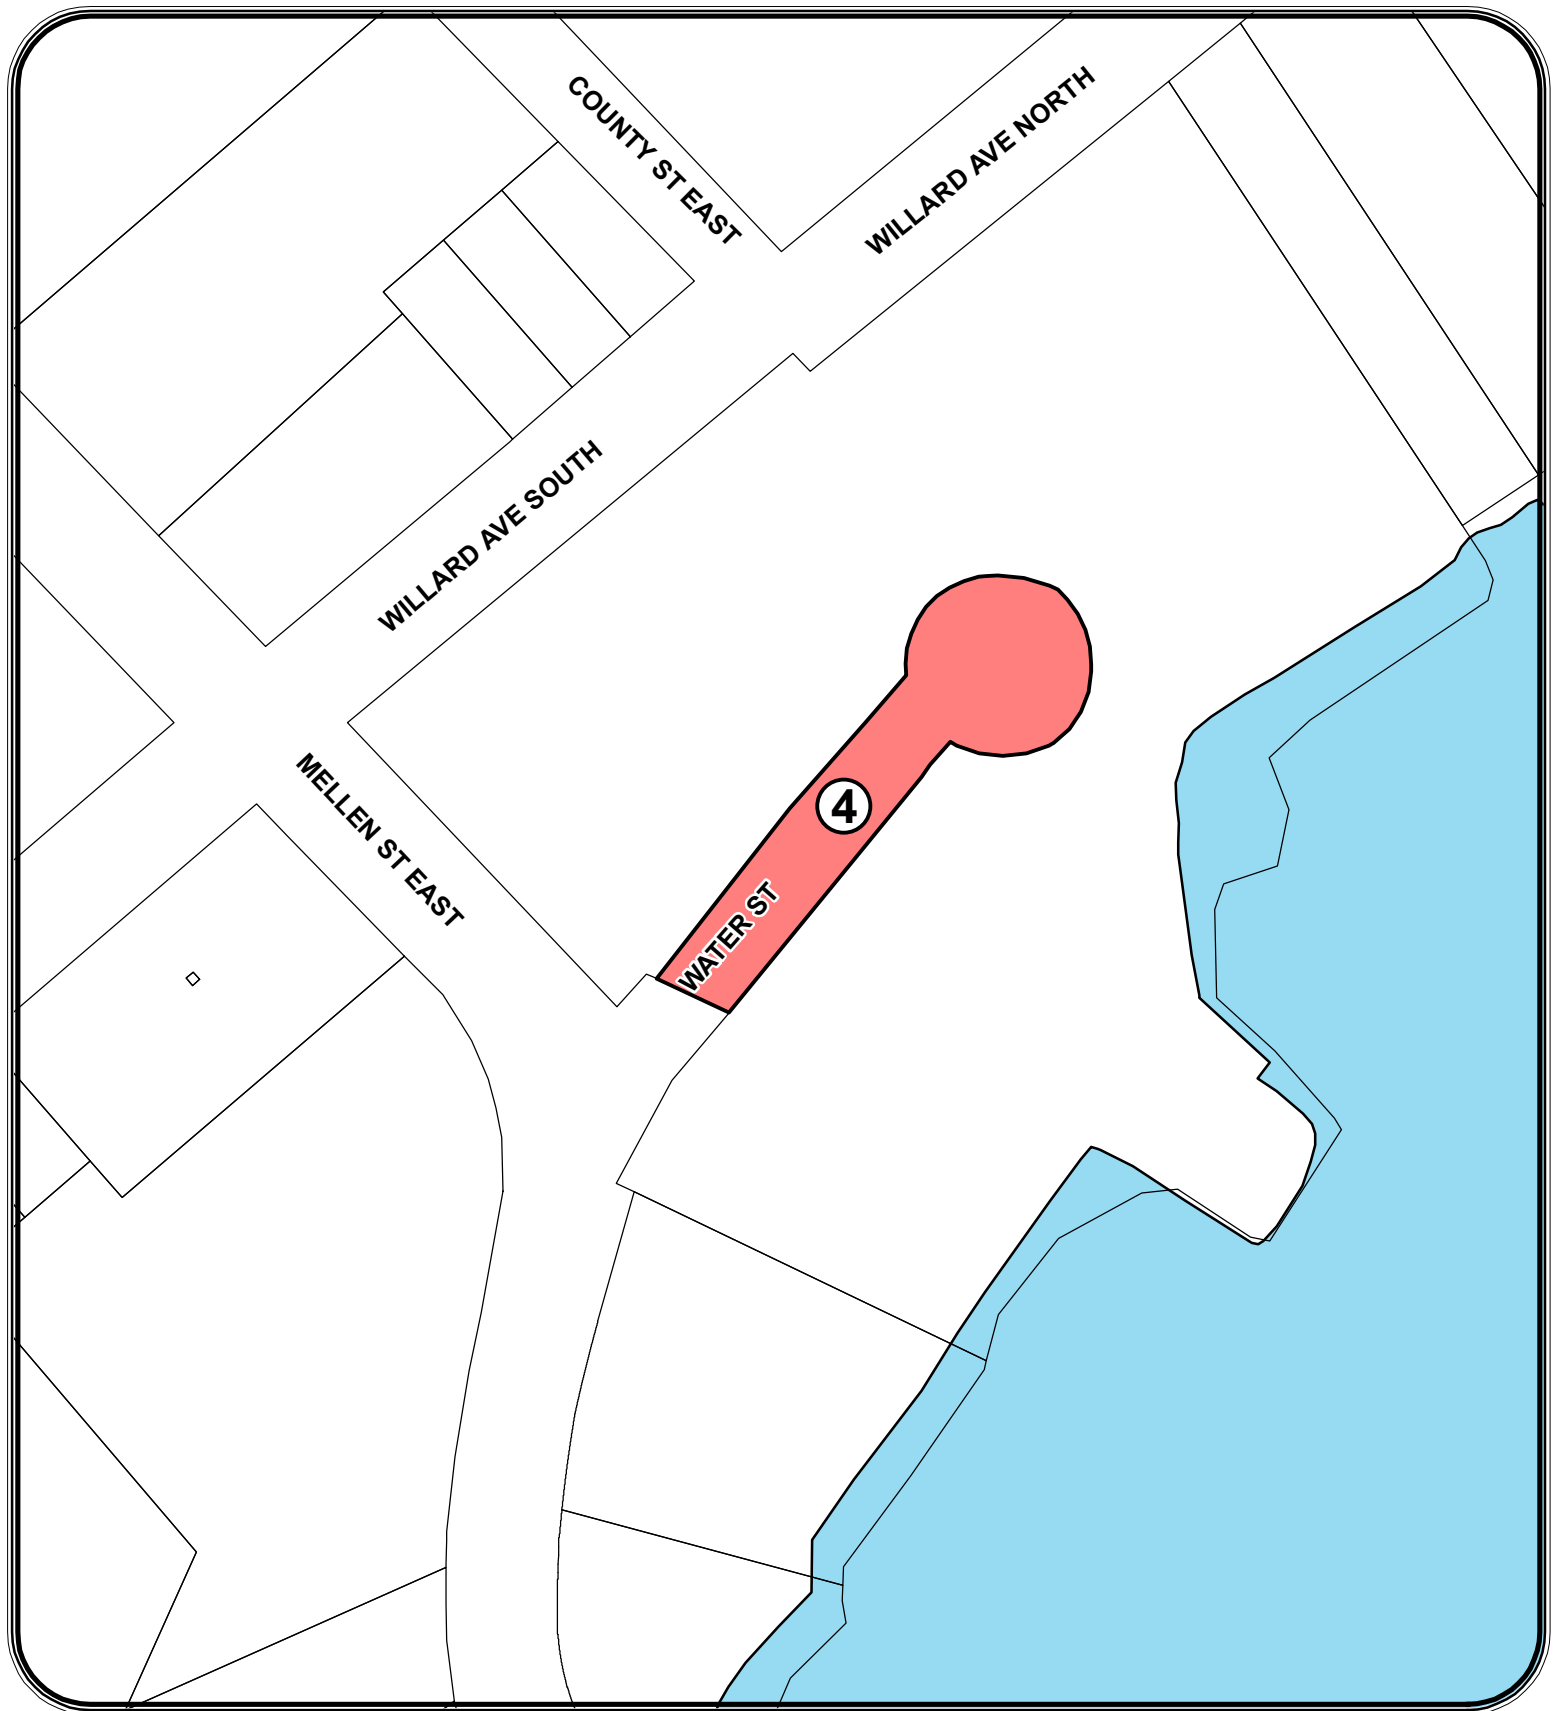 COUNTY ST EAST
WILLARD AVE NORTH
WILLARD AVE SOUTH
MELLEN ST EAST
4
WATER ST